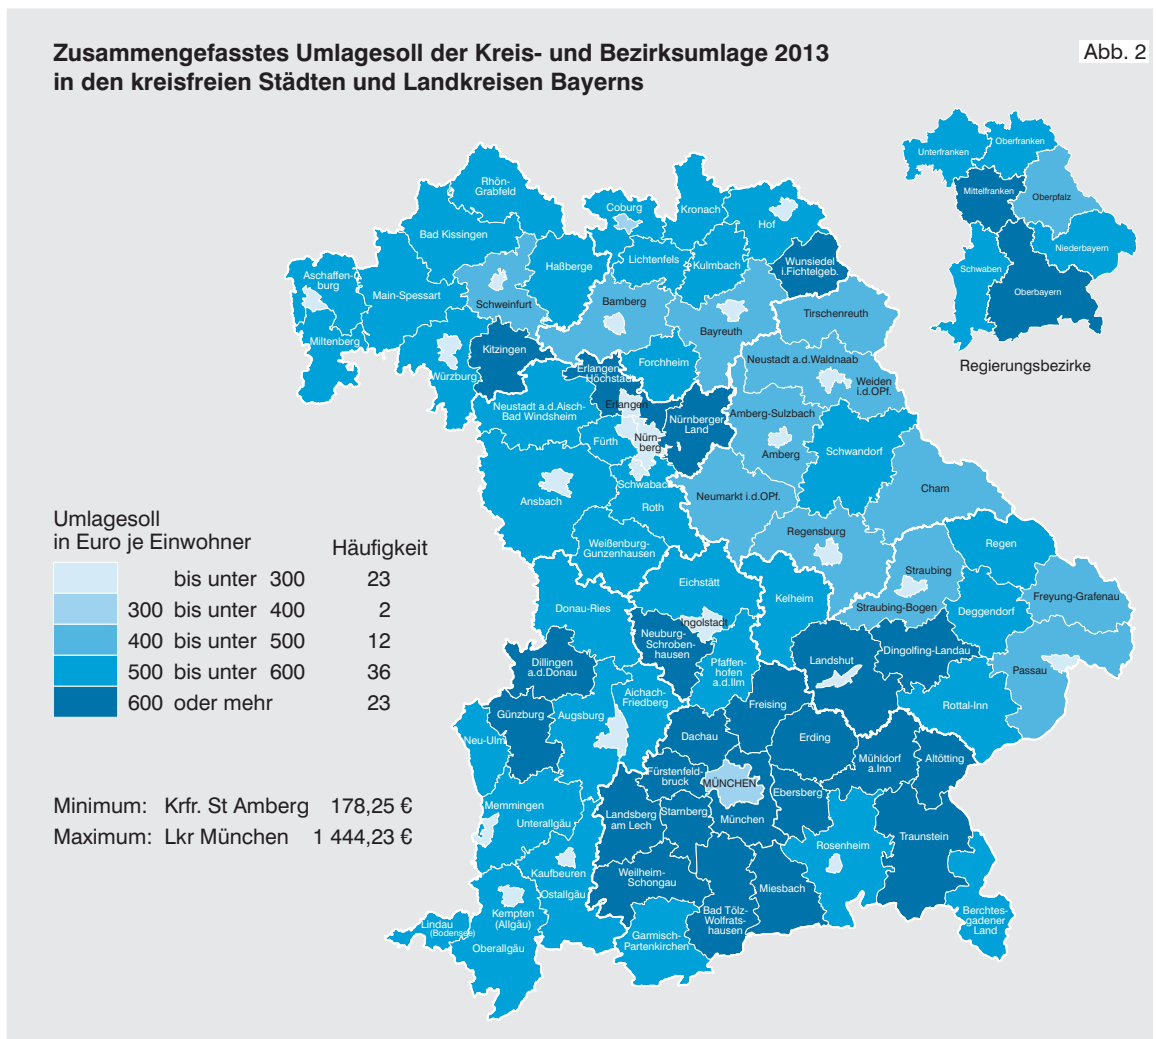 Zusammengefasstes Umlagesoll der Kreis- und Bezirksumlage 2013
in den kreisfreien Städten und Landkreisen Bayerns
Abb. 2
Unterfranken
Oberfranken
Mittelfranken
Oberpfalz
Niederbayern
Schwaben
Oberbayern
Regierungsbezirke
Rhön-
Grabfeld
Bad Kissingen
Coburg
Kronach
Hof
Lichtenfels
Kulmbach
Wunsiedel
i.Fichtelgeb.
Haßberge
Aschaffen-
burg
Main-Spessart
Schweinfurt
Bamberg
Bayreuth
Tirschenreuth
Miltenberg
Würzburg
Kitzingen
Erlangen-
Höchstadt
Forchheim
Neustadt a.d.Waldnaab
Weiden
i.d.OPf.
Neustadt a.d.Aisch-
Bad Windsheim
Erlangen
Nürnberger
Land
Amberg-Sulzbach
Amberg
Fürth
Nürn-
berg
Schwandorf
Schwabach
Ansbach
Roth
Neumarkt i.d.OPf.
Cham
Weißenburg-
Gunzenhausen
Regensburg
Regen
Straubing
Eichstätt
Kelheim
Straubing-Bogen
Deggendorf
Freyung-Grafenau
Donau-Ries
Ingolstadt
Neuburg-
Schroben-
hausen
Pfaffen-
hofen
a.d.Ilm
Landshut
Dingolfing-Landau
Passau
Dillingen
a.d.Donau
Aichach-
Friedberg
Rottal-Inn
Günzburg
Augsburg
Freising
Neu-Ulm
Dachau
Erding
Mühldorf
a.Inn
Altötting
Fürstenfeld-
bruck
MÜNCHEN
Ebersberg
Memmingen
Unterallgäu
Landsberg
am Lech
Starnberg
München
Traunstein
Rosenheim
Kaufbeuren
Ostallgäu
Weilheim-
Schongau
Miesbach
Bad Tölz-
Wolfrats-
hausen
Berchtes-
gadener
Land
Kempten
(Allgäu)
Lindau
(Bodensee)
Oberallgäu
Garmisch-
Partenkirchen
Umlagesoll
in Euro je Einwohner
Häufigkeit
bis unter 300 23
300 bis unter 400 2
400 bis unter 500 12
500 bis unter 600 36
600 oder mehr 23
Minimum: Krfr. St Amberg 178,25 €
Maximum: Lkr München 1 444,23 €